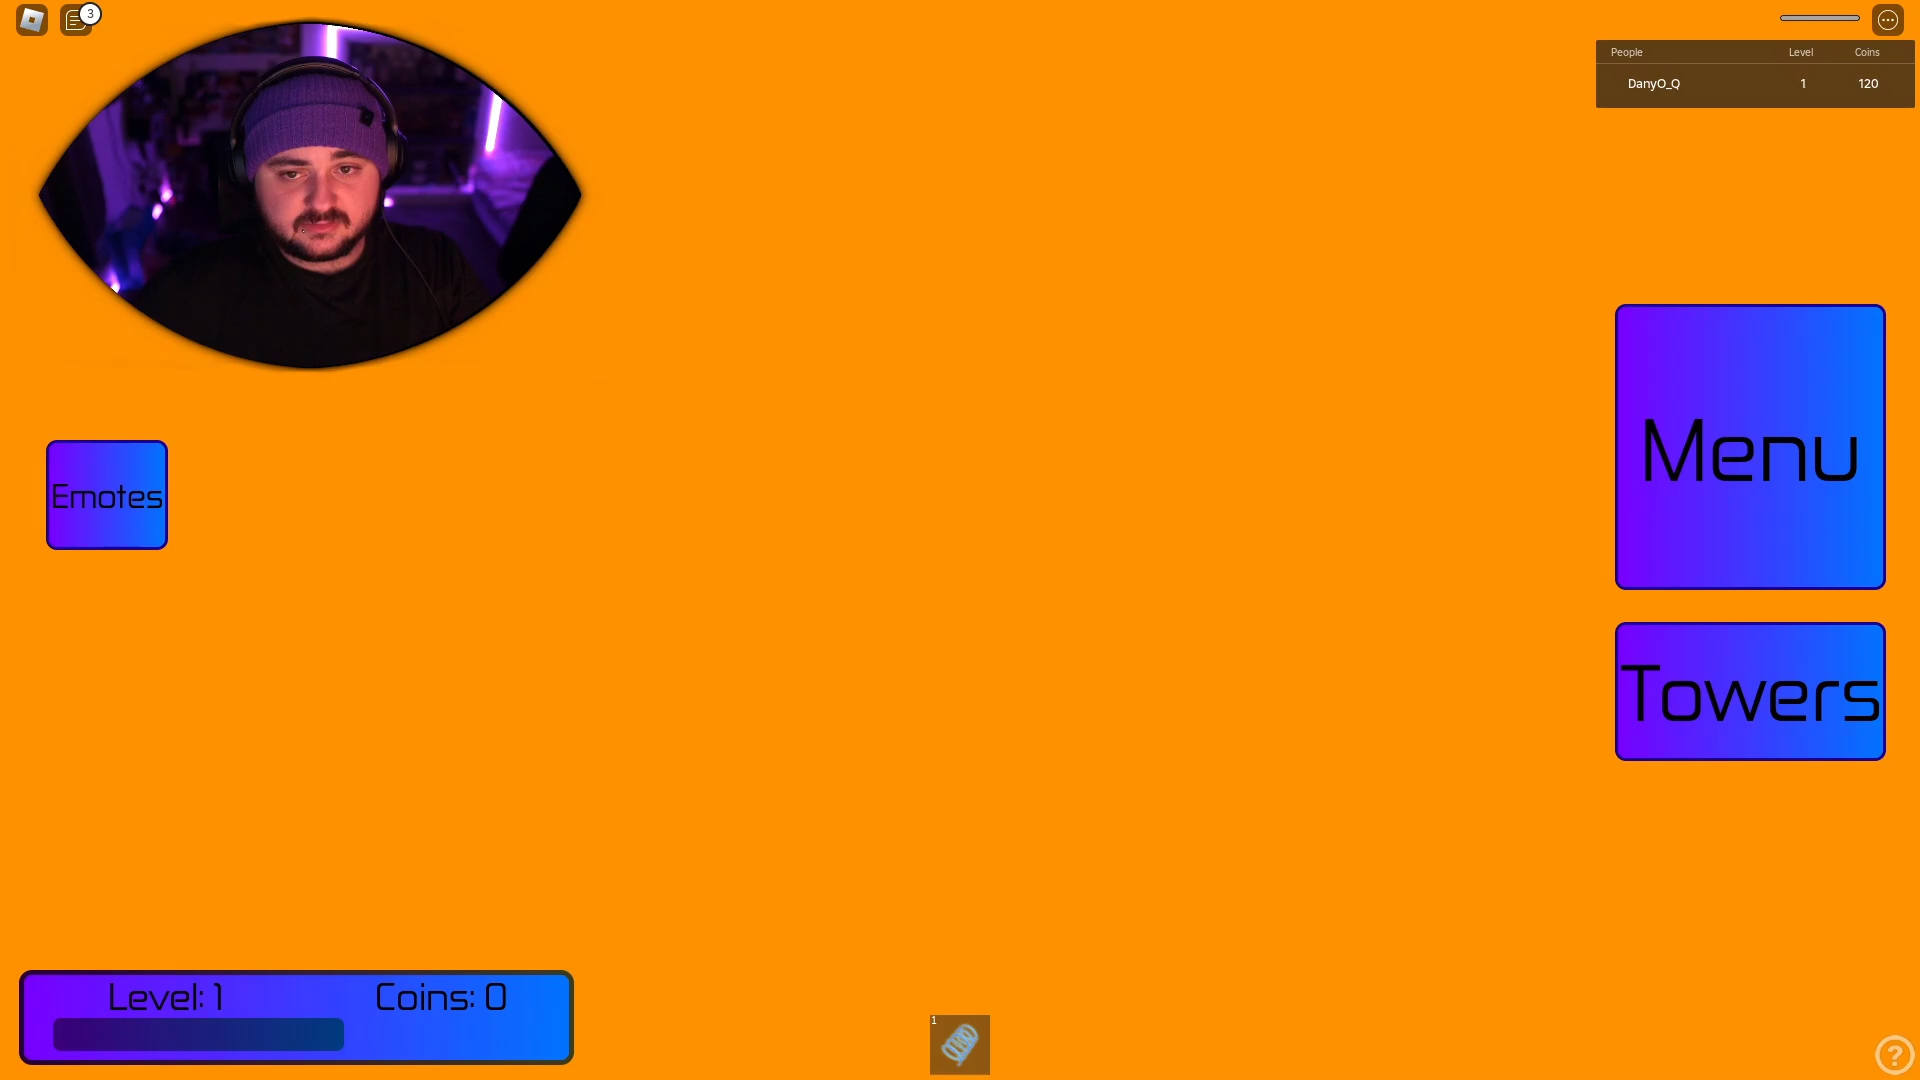 3
People Level Coins
DanyO_Q 1 120
Emotes
Menu
Towers
Level: 1 Coins: 0
1
?